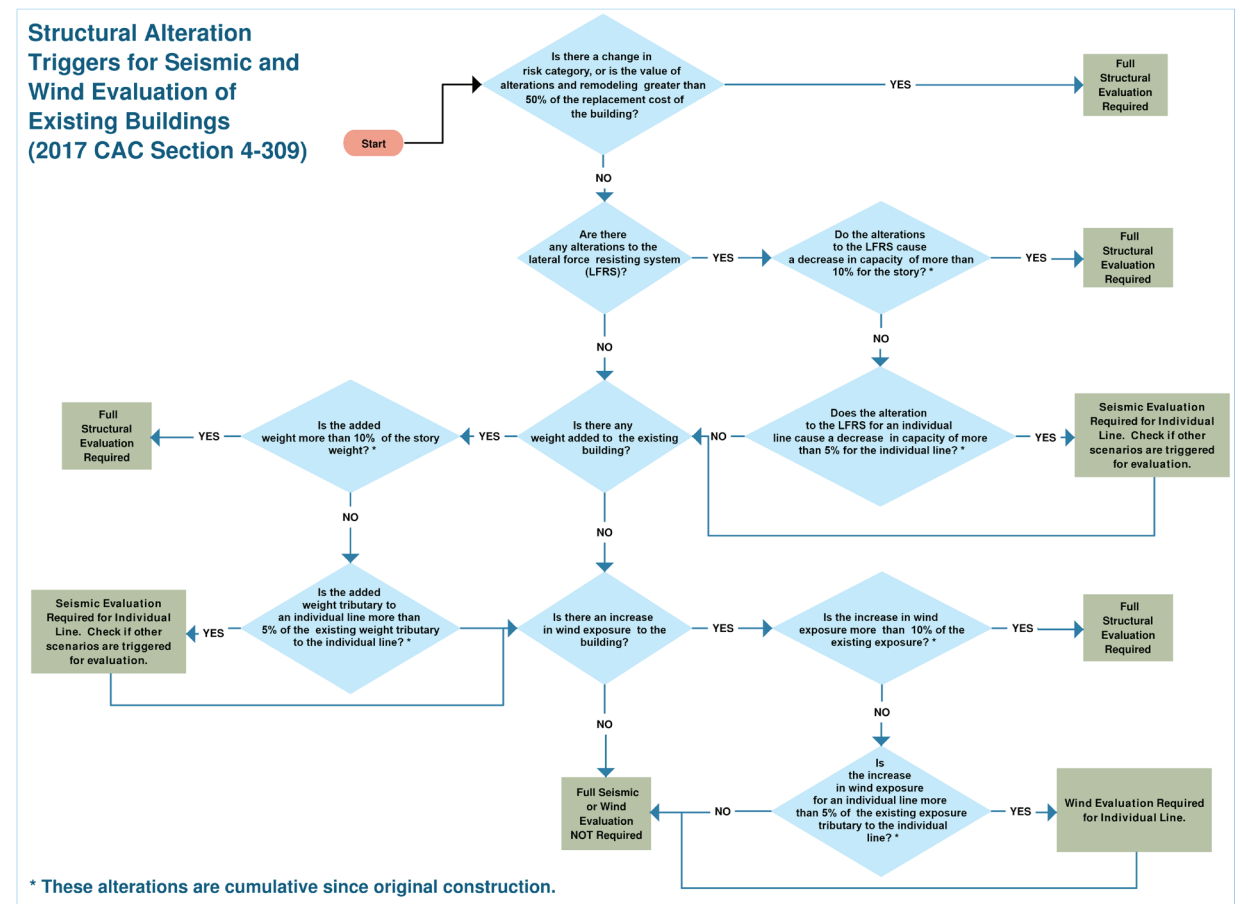 Structural Alteration
Triggers for Seismic and
Wind Evaluation of
Existing Buildings
(2017 CAC Section 4-309)
Start
Is there a change in
risk category, or is the value of
alterations and remodeling greater than
50% of the replacement cost of
the building?
YES
Full
Structural
Evaluation
Required
NO
Are there
any alterations to the
lateral force resisting system
(LFRS)?
YES
Do the alterations
to the LFRS cause
a decrease in capacity of more than
10% for the story? *
YES
Full
Structural
Evaluation
Required
NO
NO
Full
Structural
Evaluation
Required
YES
Is the added
weight more than 10% of the story
weight? *
YES
Is there any
weight added to the existing
building?
NO
Does the alteration
to the LFRS for an individual
line cause a decrease in capacity of more
than 5% for the individual line? *
YES
Seismic Evaluation
Required for Individual
Line. Check if other
scenarios are triggered
for evaluation.
NO
NO
Seismic Evaluation
Required for Individual
Line. Check if other
scenarios are triggered
for evaluation.
YES
Is the added
weight tributary to
an individual line more than
5% of the existing weight tributary
to the individual line? *
Is there an increase
in wind exposure to the
building?
YES
Is the increase in wind
exposure more than 10% of the
existing exposure? *
YES
Full
Structural
Evaluation
Required
NO
NO
Full Seismic
or Wind
Evaluation
NOT Required
NO
Is
the increase
in wind exposure
for an individual line more
than 5% of the existing exposure
tributary to the individual
line? *
YES
Wind Evaluation Required
for Individual Line.
* These alterations are cumulative since original construction.